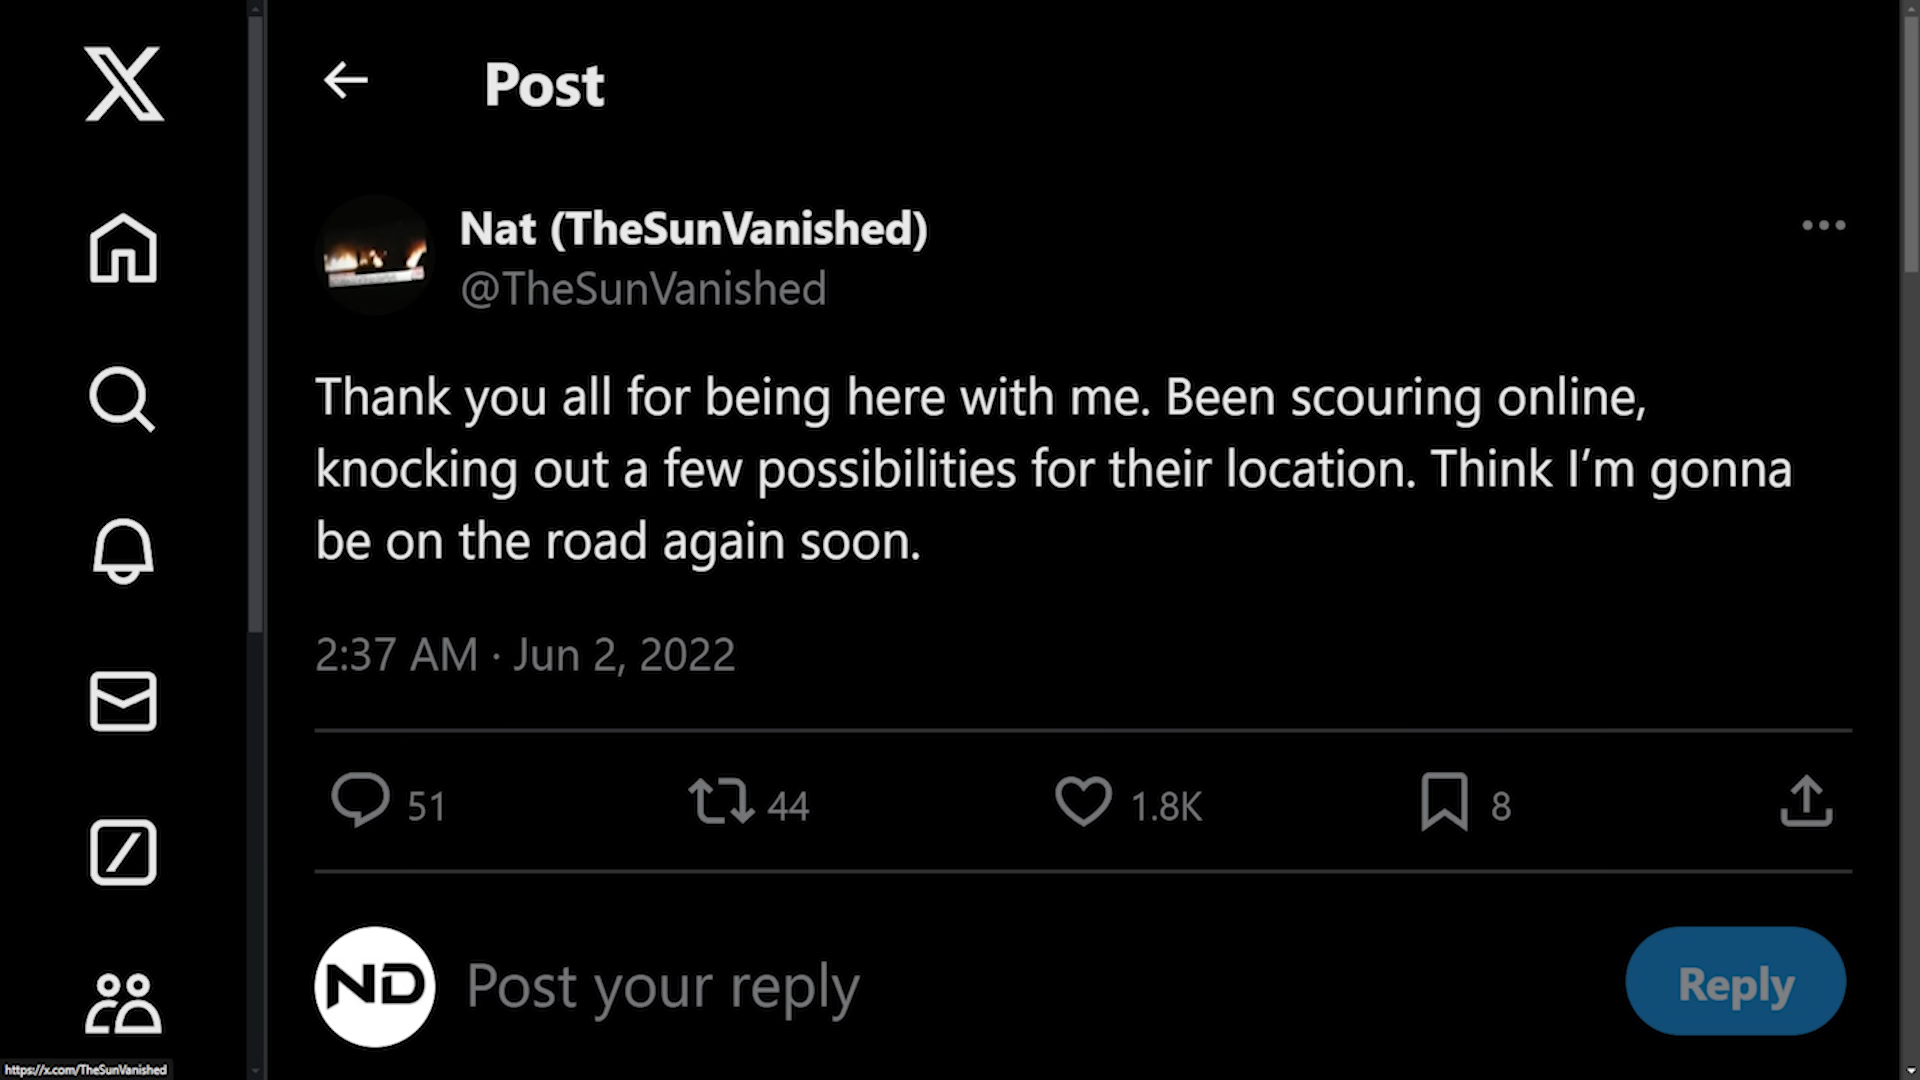 Post
Nat (TheSunVanished)
@TheSunVanished
Thank you all for being here with me. Been scouring online,
knocking out a few possibilities for their location. Think I’m gonna
be on the road again soon.
2:37 AM · Jun 2, 2022
51 44 1.8K 8
ND Post your reply Reply
https://x.com/TheSunVanished